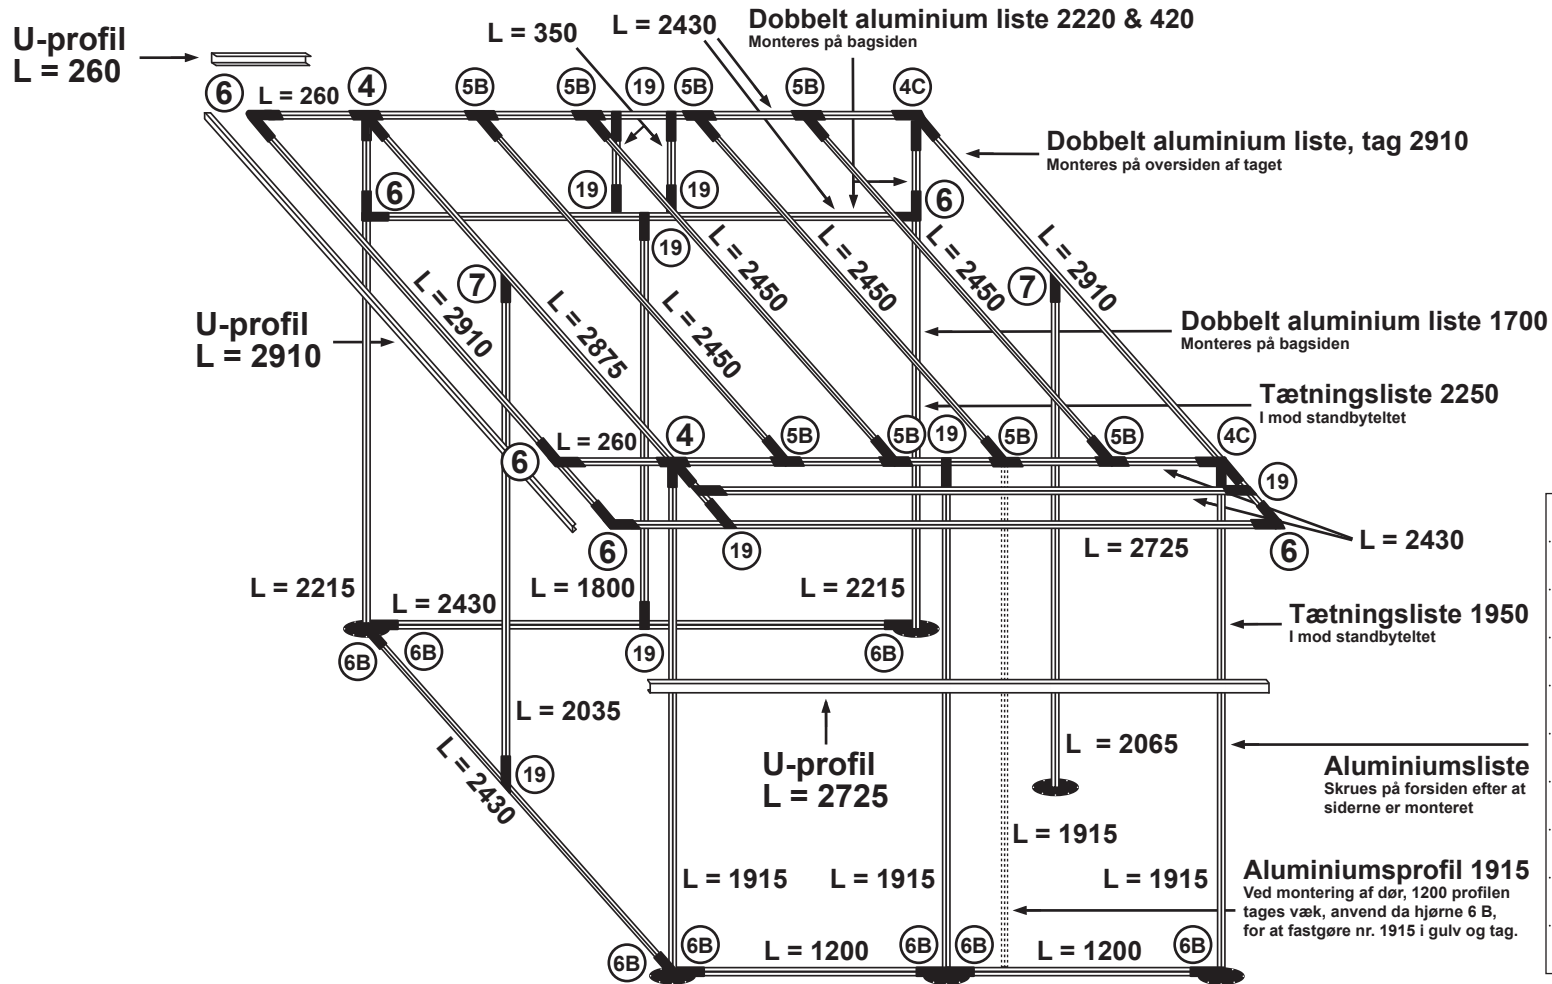 U-profil
L = 260
L = 350
L = 2430
Dobbelt aluminium liste 2220 & 420
Monteres på bagsiden
6
L = 260
4
5B
5B
19
5B
5B
4C
Dobbelt aluminium liste, tag 2910
Monteres på oversiden af taget
6
19
19
6
19
7
7
L = 2910
L = 2875
L = 2450
L = 2450
L = 2450
L = 2450
L = 2910
U-profil
L = 2910
Dobbelt aluminium liste 1700
Monteres på bagsiden
Tætningsliste 2250
I mod standbyteltet
L = 260
4
5B
5B
19
5B
5B
4C
6
19
6
19
L = 2725
6
L = 2430
L = 2215
L = 2430
L = 1800
L = 2215
Tætningsliste 1950
I mod standbyteltet
6B
6B
19
6B
L = 2035
L = 2430
19
U-profil
L = 2725
L = 2065
Aluminiumsliste
Skrues på forsiden efter at
siderne er monteret
L = 1915
L = 1915
L = 1915
L = 1915
Aluminiumsprofil 1915
Ved montering af dør, 1200 profilen
tages væk, anvend da hjørne 6 B,
for at fastgøre nr. 1915 i gulv og tag.
6B
6B
L = 1200
6B
6B
L = 1200
6B